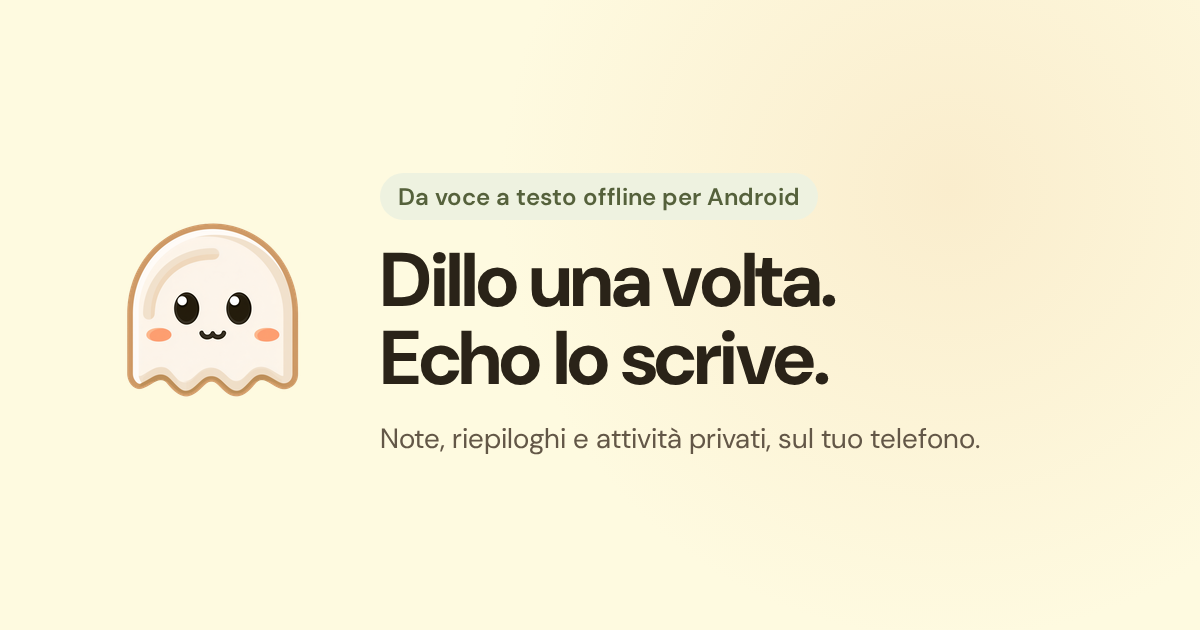 Da voce a testo offline per Android
Dillo una volta.
Echo lo scrive.
Note, riepiloghi e attività privati, sul tuo telefono.